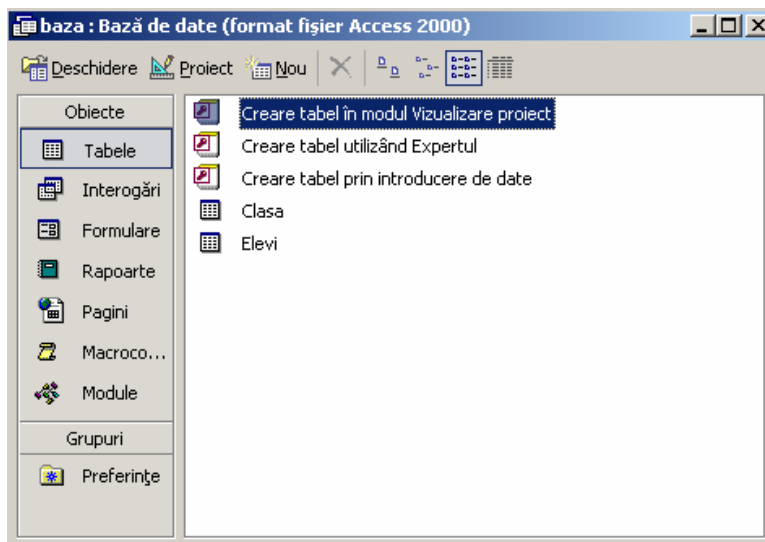 baza : Bază de date (format fişier Access 2000)
Deschidere Proiect Nou
Obiecte
Tabele
Interogări
Formulare
Rapoarte
Pagini
Macroco...
Module
Grupuri
Preferinţe
Creare tabel în modul Vizualizare proiect
Creare tabel utilizând Expertul
Creare tabel prin introducere de date
Clasa
Elevi